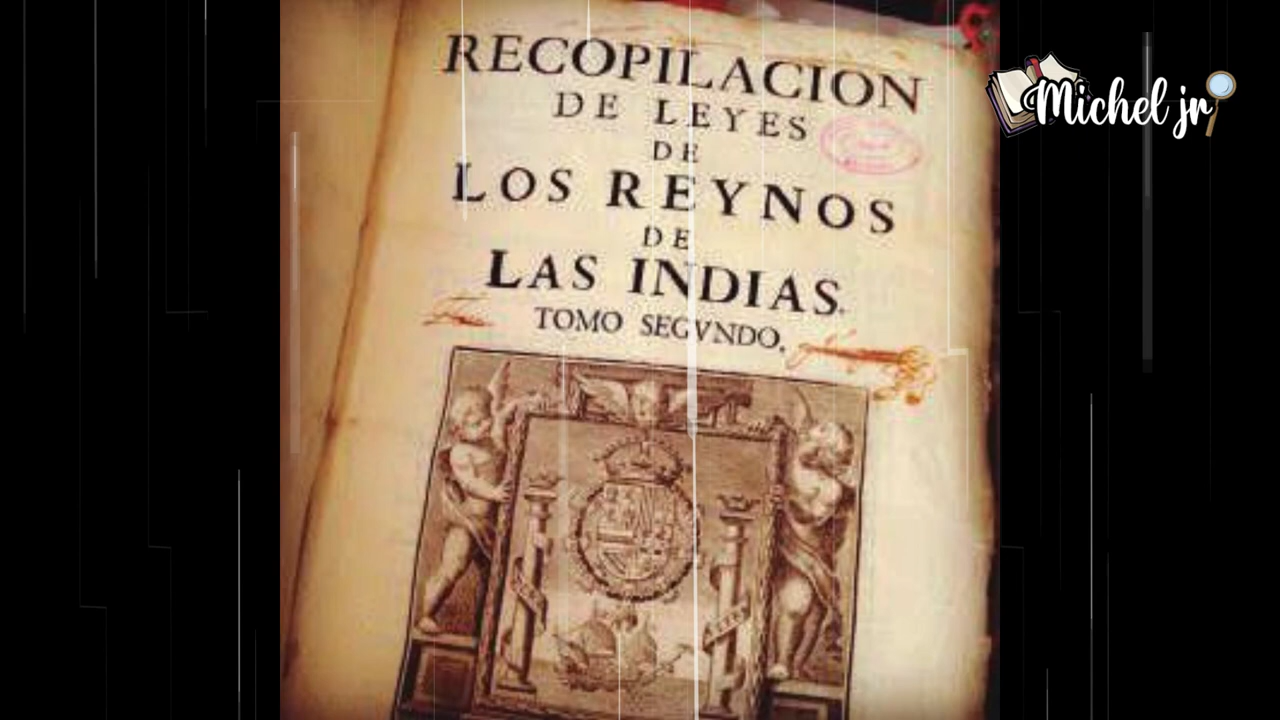 RECOPILACION
DE LEYES
DE
LOS REYNOS
DE
LAS INDIAS.
TOMO SEGVNDO.
Michel jr